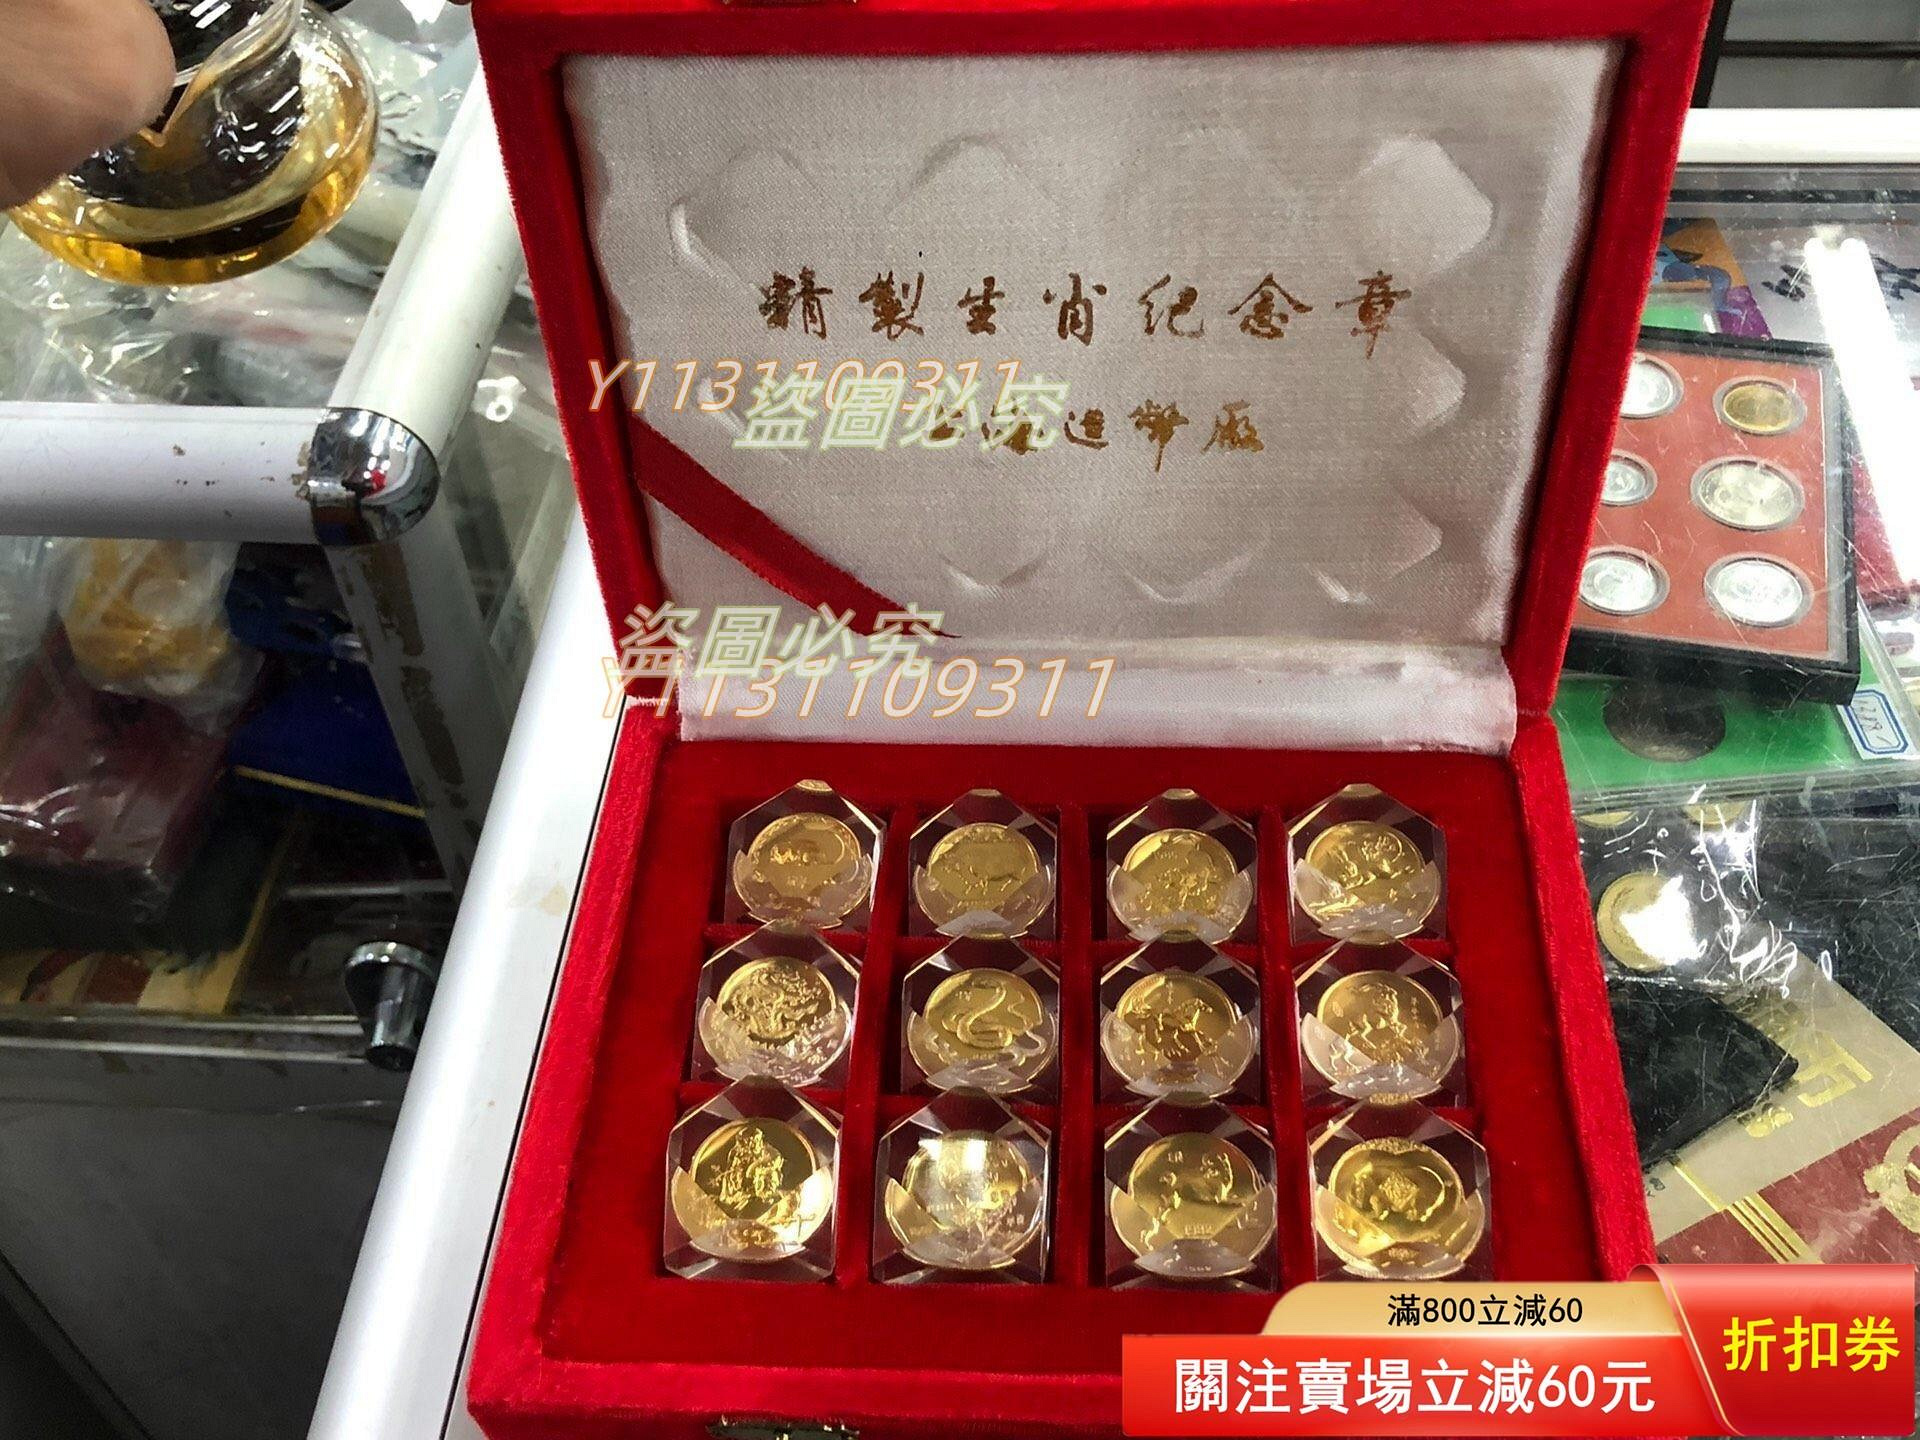 精製生肖纪念章
Y1131109311
盜圖必究
上海造幣廠
盜圖必究
Y1131109311
滿800立減60
關注賣場立減60元
折扣券